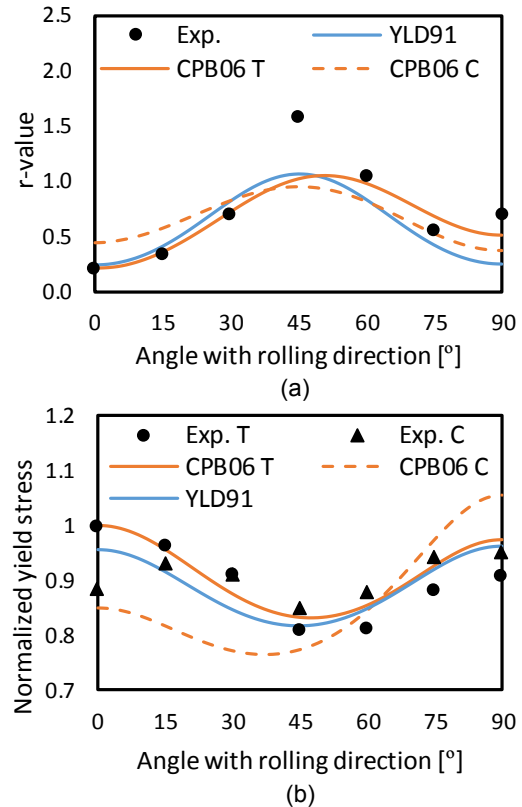 Exp.
YLD91
CPB06 T
CPB06 C
r-value
2.5
2.0
1.5
1.0
0.5
0.0
0 15 30 45 60 75 90
Angle with rolling direction [º]
(a)
Exp. T
Exp. C
CPB06 T
CPB06 C
YLD91
Normalized yield stress
1.2
1.1
1
0.9
0.8
0.7
0 15 30 45 60 75 90
Angle with rolling direction [º]
(b)